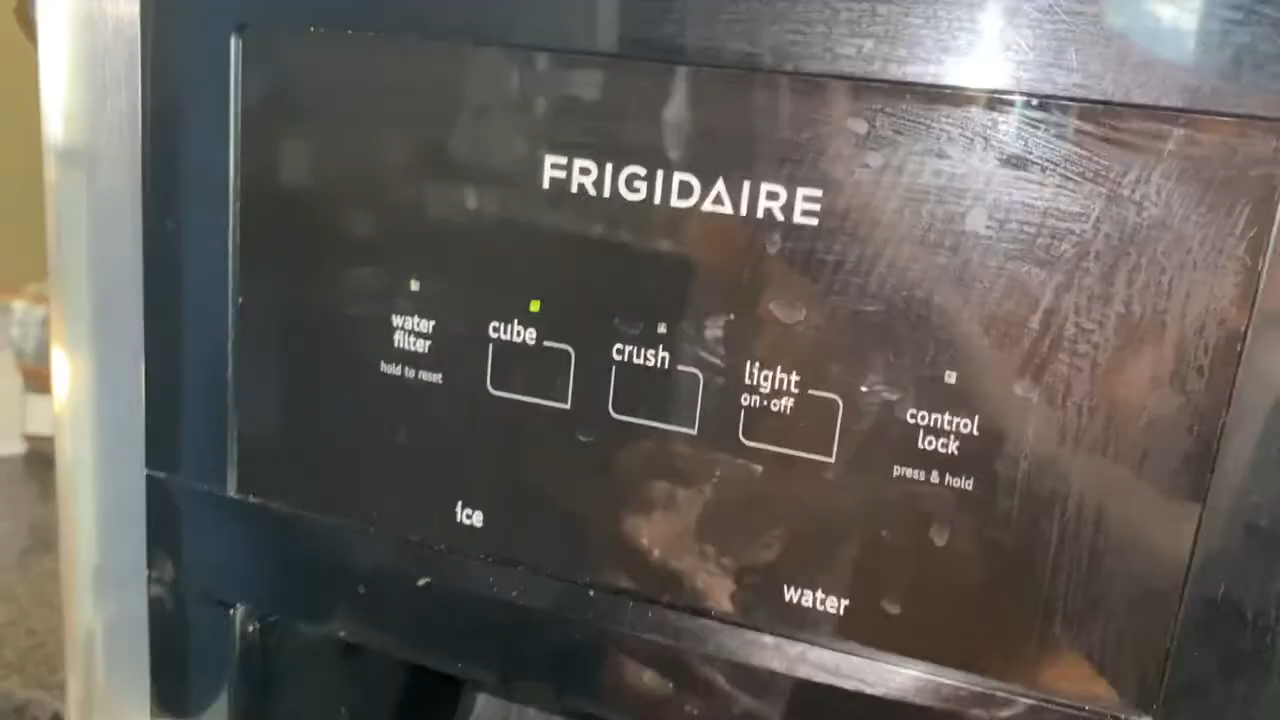 FRIGIDAIRE
water
filter
hold to reset
cube
crush
light
on·off
control
lock
press & hold
ice
water